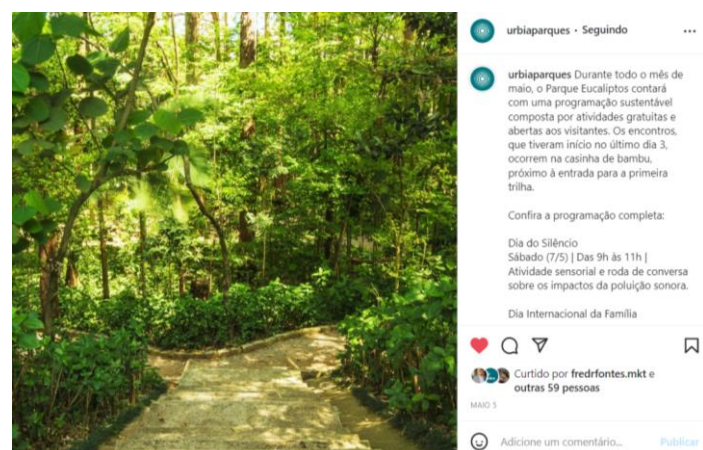 urbiaparques • Seguindo
urbiaparques Durante todo o mês de
maio, o Parque Eucaliptos contará
com uma programação sustentável
composta por atividades gratuitas e
abertas aos visitantes. Os encontros,
que tiveram início no último dia 3,
ocorrem na casinha de bambu,
próximo à entrada para a primeira
trilha.
Confira a programação completa:
Dia do Silêncio
Sábado (7/5) | Das 9h às 11h |
Atividade sensorial e roda de conversa
sobre os impactos da poluição sonora.
Dia Internacional da Família
Curtido por fredrfontes.mkt e
outras 59 pessoas
MAIO 5
Adicione um comentário... Publicar